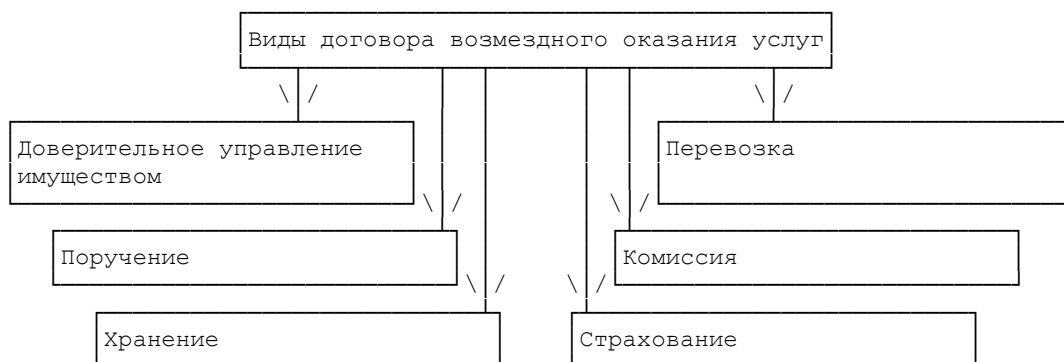 Виды договора возмездного оказания услуг
Доверительное управление
имуществом
Перевозка
Поручение
Комиссия
Хранение
Страхование